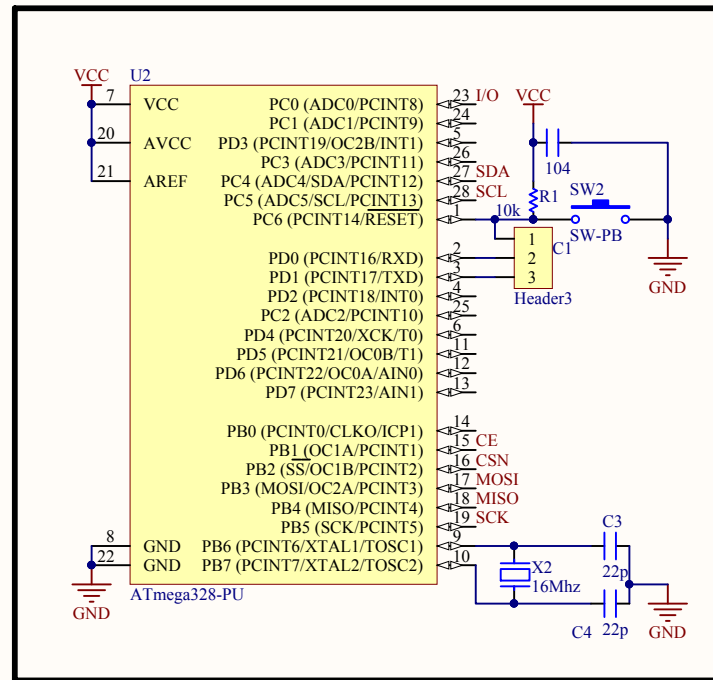 VCC
U2
7 VCC
20 AVCC
21 AREF
8 GND
22 GND
GND
ATmega328-PU
PC0 (ADC0/PCINT8) 23 I/O
PC1 (ADC1/PCINT9) 24
PD3 (PCINT19/OC2B/INT1) 5
PC3 (ADC3/PCINT11) 26
PC4 (ADC4/SDA/PCINT12) 27 SDA
PC5 (ADC5/SCL/PCINT13) 28 SCL
PC6 (PCINT14/RESET) 1
PD0 (PCINT16/RXD) 2
PD1 (PCINT17/TXD) 3
PD2 (PCINT18/INT0) 4
PC2 (ADC2/PCINT10) 25
PD4 (PCINT20/XCK/T0) 6
PD5 (PCINT21/OC0B/T1) 11
PD6 (PCINT22/OC0A/AIN0) 12
PD7 (PCINT23/AIN1) 13
PB0 (PCINT0/CLKO/ICP1) 14
PB1 (OC1A/PCINT1) 15 CE
PB2 (SS/OC1B/PCINT2) 16 CSN
PB3 (MOSI/OC2A/PCINT3) 17 MOSI
PB4 (MISO/PCINT4) 18 MISO
PB5 (SCK/PCINT5) 19 SCK
PB6 (PCINT6/XTAL1/TOSC1) 9
PB7 (PCINT7/XTAL2/TOSC2) 10
VCC
104
R1
10k
SW2
SW-PB
GND
C1
1
2
3
Header3
X2
16Mhz
C3
22p
C4
22p
GND